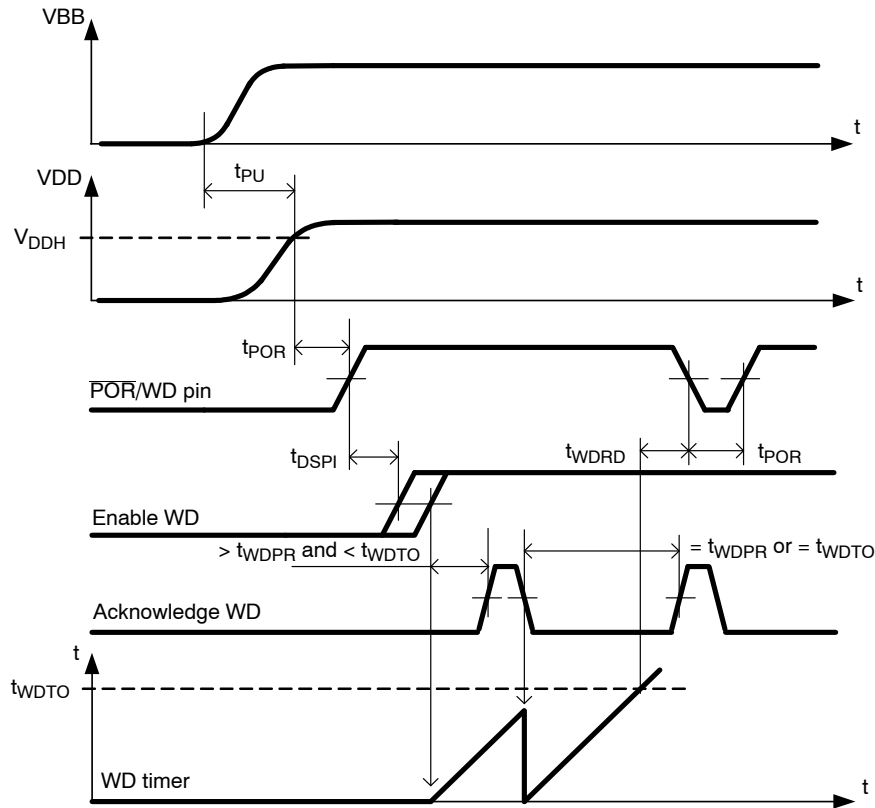 VBB
t
tPU
VDD
VDDH
t
tPOR
POR/WD pin
tDSPI
tWDRD
tPOR
Enable WD
> tWDPR and < tWDTO
= tWDPR or = tWDTO
Acknowledge WD
t
tWDTO
WD timer
t